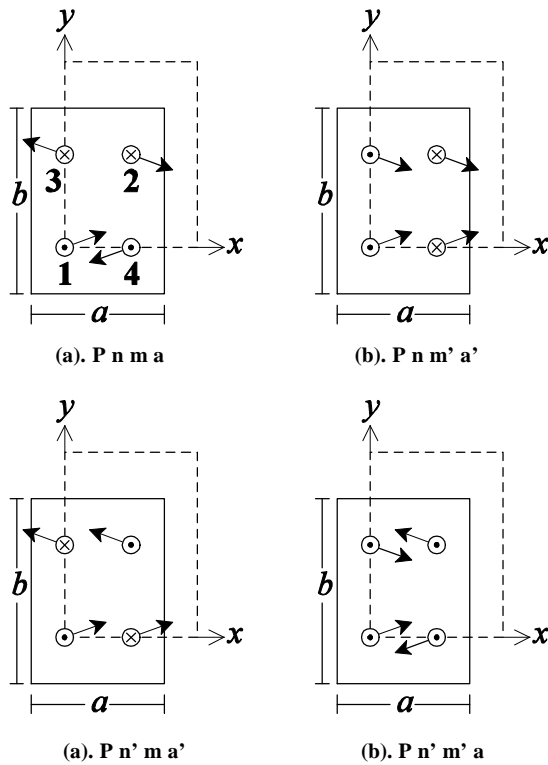 y
y
3
2
b
b
1
4
x
x
a
a
(a). P n m a
(b). P n m’ a’
y
y
b
b
x
x
a
a
(a). P n’ m a’
(b). P n’ m’ a